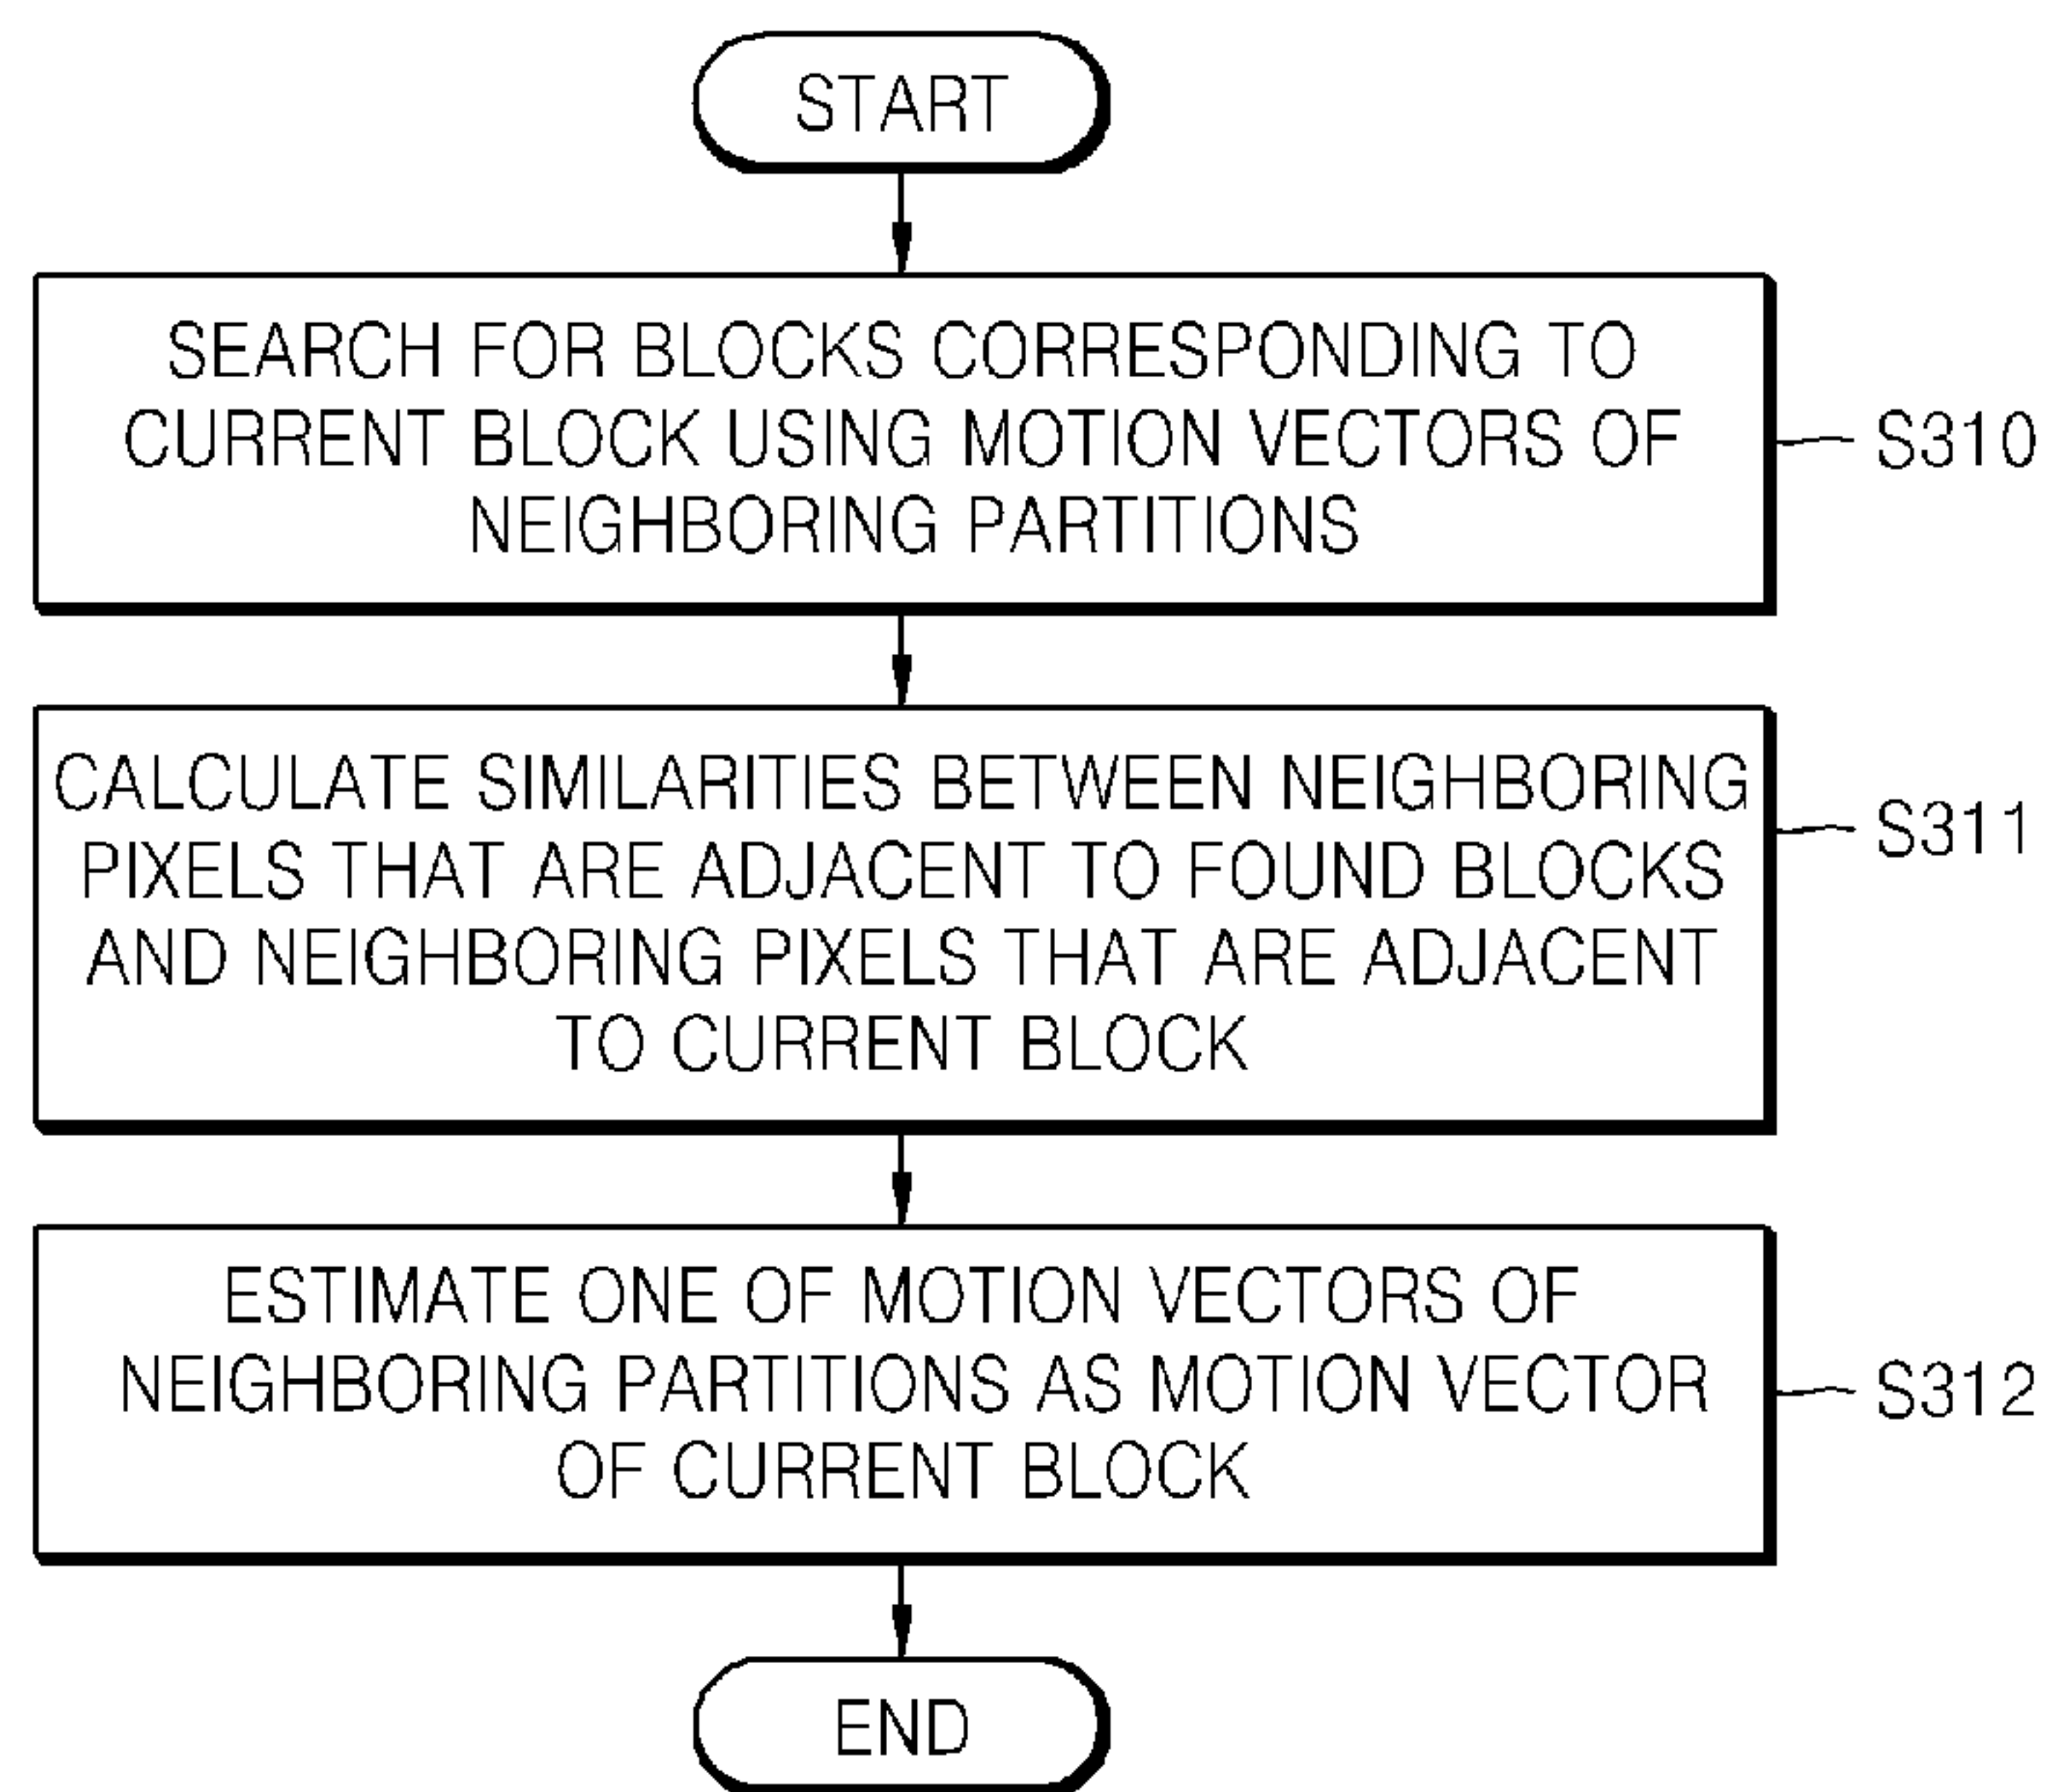 START
SEARCH FOR BLOCKS CORRESPONDING TO
CURRENT BLOCK USING MOTION VECTORS OF
NEIGHBORING PARTITIONS
S310
CALCULATE SIMILARITIES BETWEEN NEIGHBORING
PIXELS THAT ARE ADJACENT TO FOUND BLOCKS
AND NEIGHBORING PIXELS THAT ARE ADJACENT
TO CURRENT BLOCK
S311
ESTIMATE ONE OF MOTION VECTORS OF
NEIGHBORING PARTITIONS AS MOTION VECTOR
OF CURRENT BLOCK
S312
END